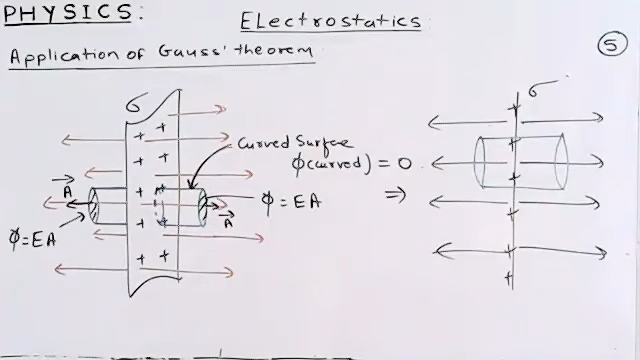 PHYSICS:
ELectrostatics
5
Application of Gauss' theorem
σ
σ
Curved Surface
ϕ(curved) = 0
⇒
A
ϕ = EA
A
ϕ = EA
+ +
+ +
+ +
+ +
+ +
+
+
+
+
+
+